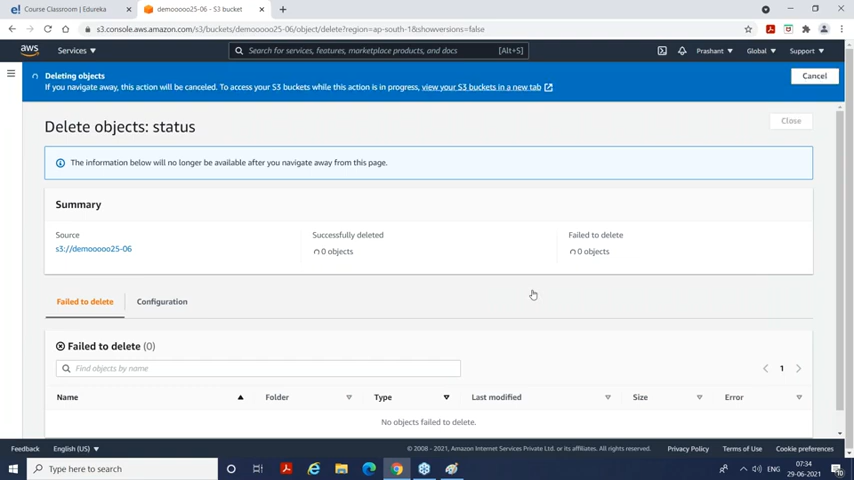 Course Classroom | Edureka
demooooo25-06 - S3 bucket
s3.console.aws.amazon.com/s3/buckets/demooooo25-06/object/delete?region=ap-south-1&showversions=false
aws
Services
Search for services, features, marketplace products, and docs
[Alt+S]
Prashant
Global
Support
Deleting objects
If you navigate away, this action will be canceled. To access your S3 buckets while this action is in progress, view your S3 buckets in a new tab
Cancel
Delete objects: status
Close
The information below will no longer be available after you navigate away from this page.
Summary
Source
Successfully deleted
Failed to delete
s3://demooooo25-06
0 objects
0 objects
Failed to delete
Configuration
Failed to delete (0)
Find objects by name
1
Name
Folder
Type
Last modified
Size
Error
No objects failed to delete.
Feedback
English (US)
© 2008 - 2021, Amazon Internet Services Private Ltd. or its affiliates. All rights reserved.
Privacy Policy
Terms of Use
Cookie preferences
Type here to search
ENG
07:34
29-06-2021